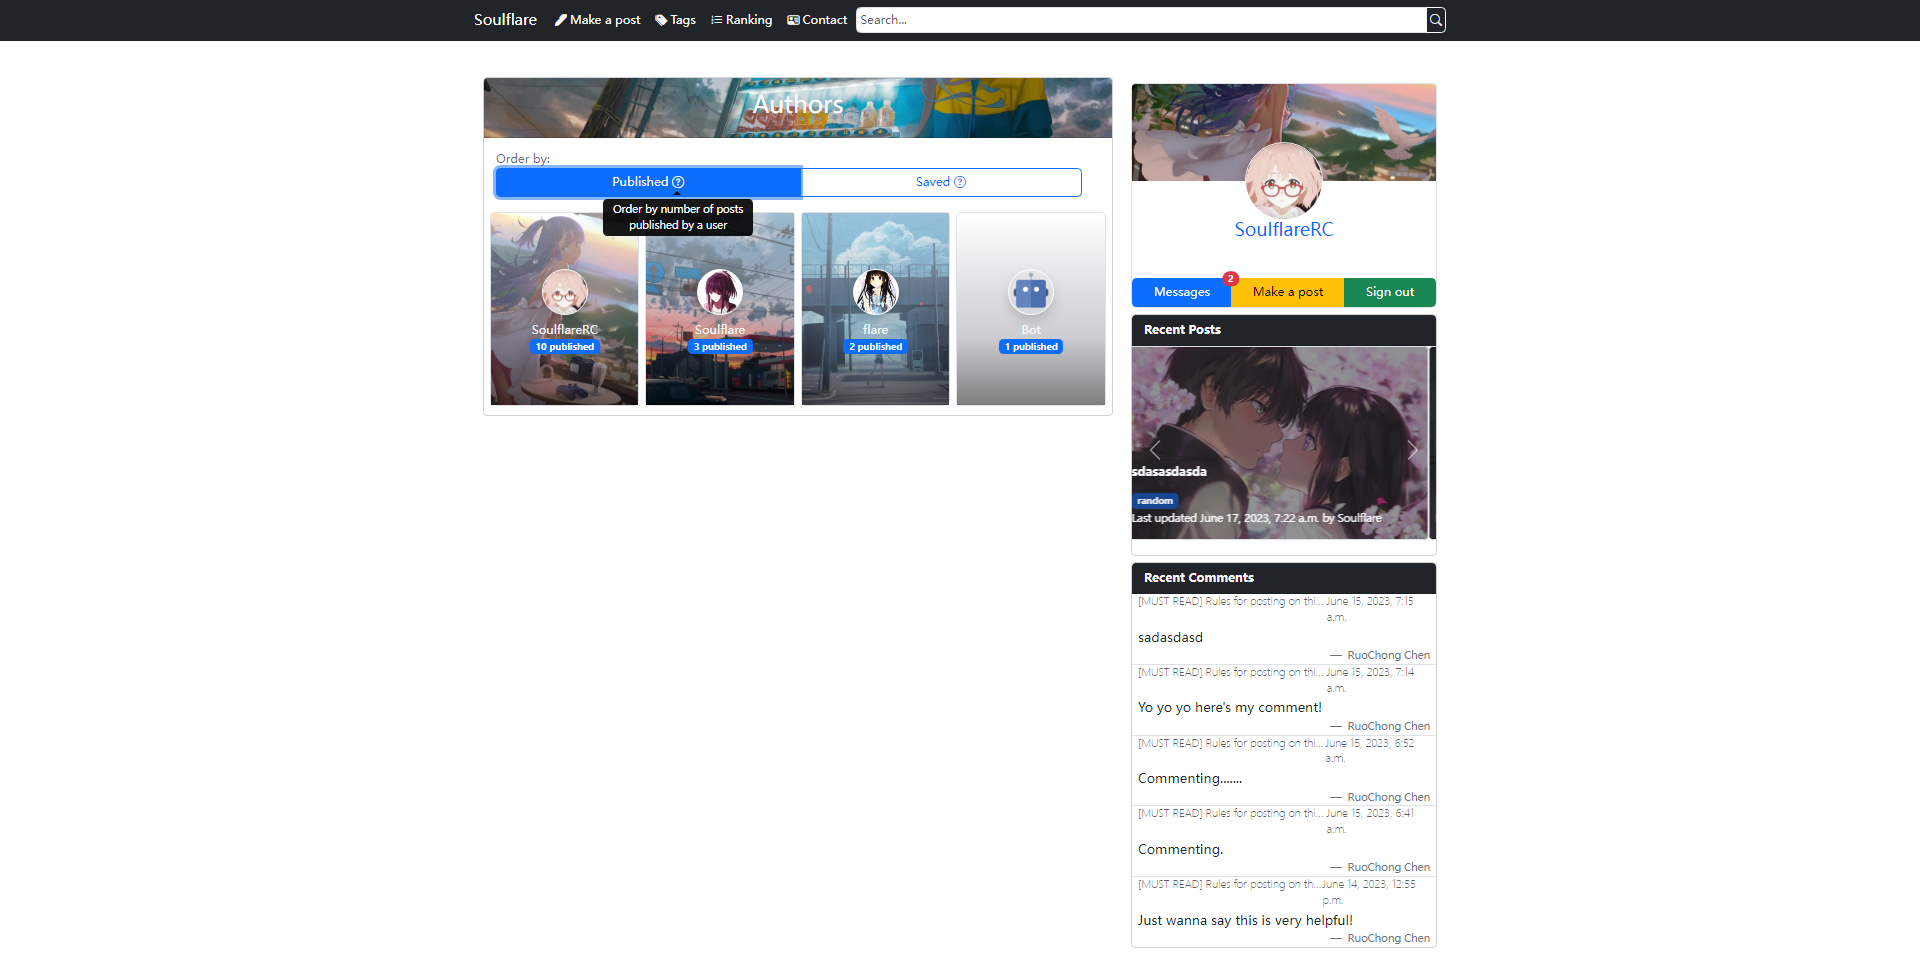 Soulflare
Make a post
Tags
Ranking
Contact
Search...
Authors
Order by:
Published
Saved
Order by number of posts
published by a user
SoulflareRC
10 published
Soulflare
3 published
flare
2 published
Bot
1 published
SoulflareRC
Messages
2
Make a post
Sign out
Recent Posts
sdasasdasda
random
Last updated June 17, 2023, 7:22 a.m. by Soulflare
Recent Comments
[MUST READ] Rules for posting on thi... June 15, 2023, 7:15
a.m.
sadasdasd
— RuoChong Chen
[MUST READ] Rules for posting on thi... June 15, 2023, 7:14
a.m.
Yo yo yo here's my comment!
— RuoChong Chen
[MUST READ] Rules for posting on thi... June 15, 2023, 6:52
a.m.
Commenting.......
— RuoChong Chen
[MUST READ] Rules for posting on thi... June 15, 2023, 6:41
a.m.
Commenting.
— RuoChong Chen
[MUST READ] Rules for posting on th... June 14, 2023, 12:55
p.m.
Just wanna say this is very helpful!
— RuoChong Chen